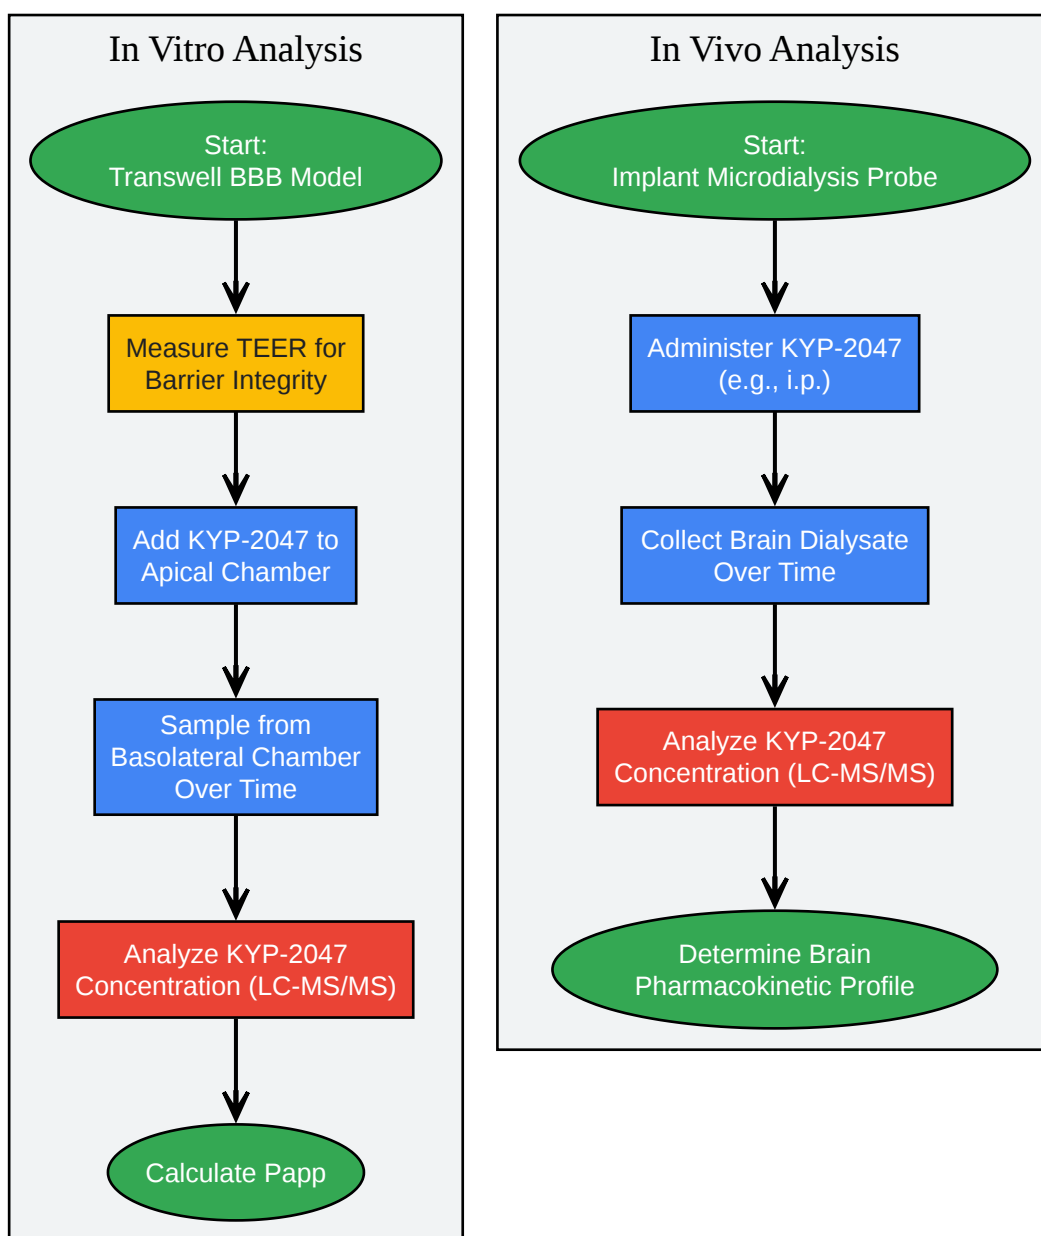 In Vitro Analysis
Start:
Transwell BBB Model
Measure TEER for
Barrier Integrity
Add KYP-2047 to
Apical Chamber
Sample from
Basolateral Chamber
Over Time
Analyze KYP-2047
Concentration (LC-MS/MS)
Calculate Papp
In Vivo Analysis
Start:
Implant Microdialysis Probe
Administer KYP-2047
(e.g., i.p.)
Collect Brain Dialysate
Over Time
Analyze KYP-2047
Concentration (LC-MS/MS)
Determine Brain
Pharmacokinetic Profile